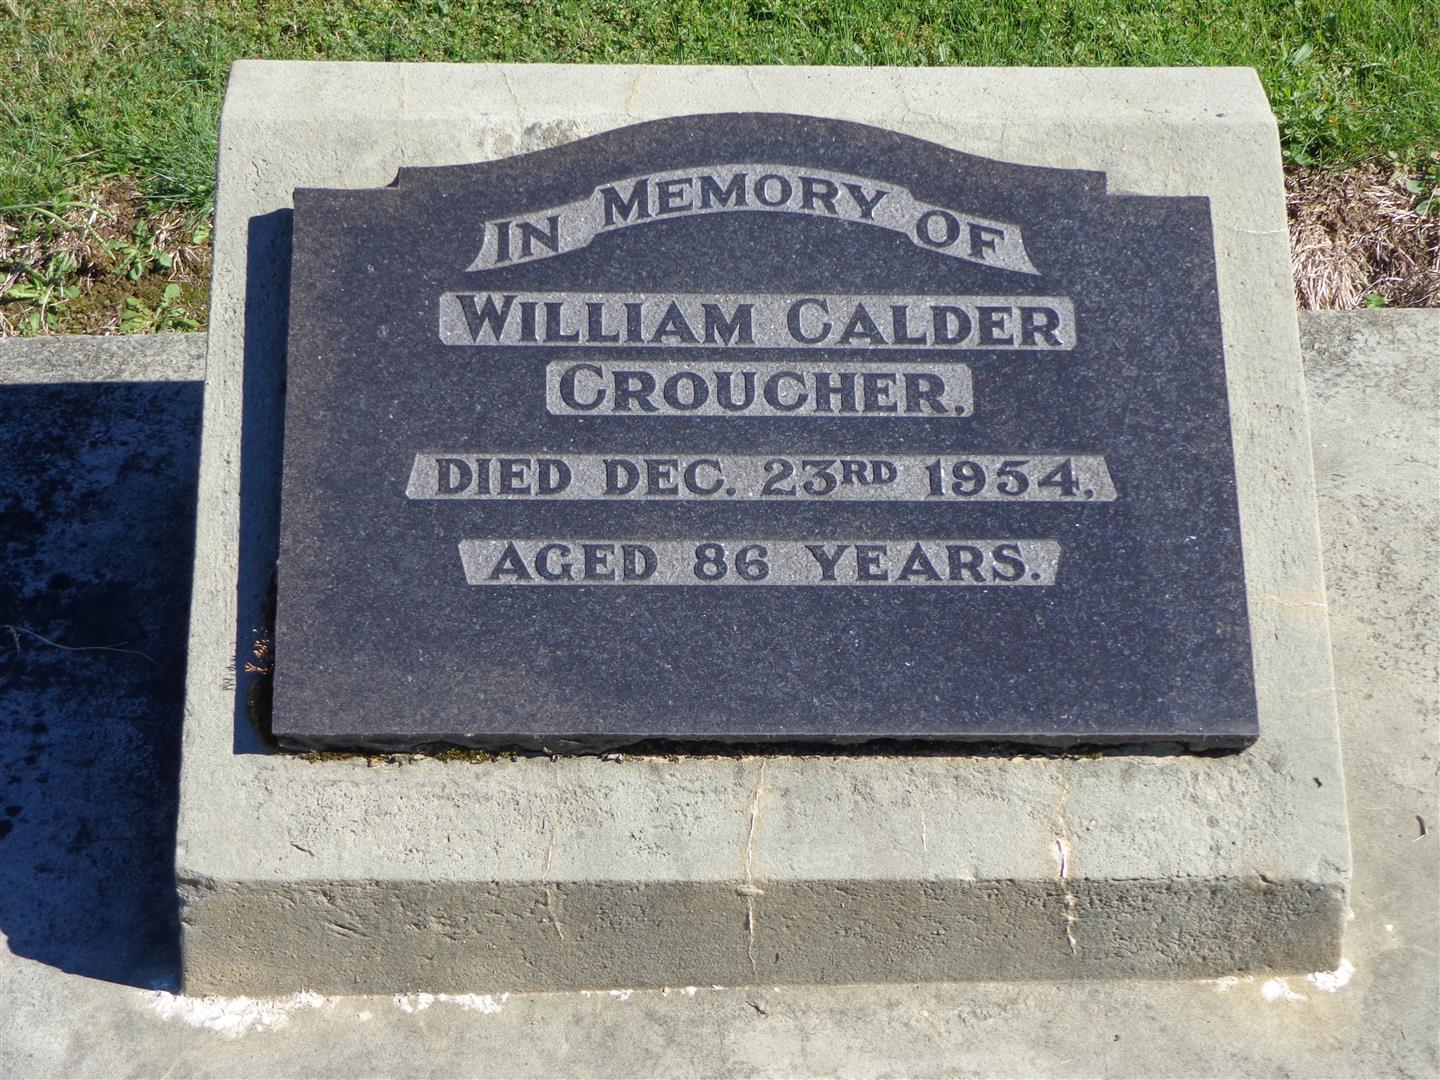 IN MEMORY OF
WILLIAM CALDER
CROUCHER,
DIED DEC. 23RD 1954,
AGED 86 YEARS.